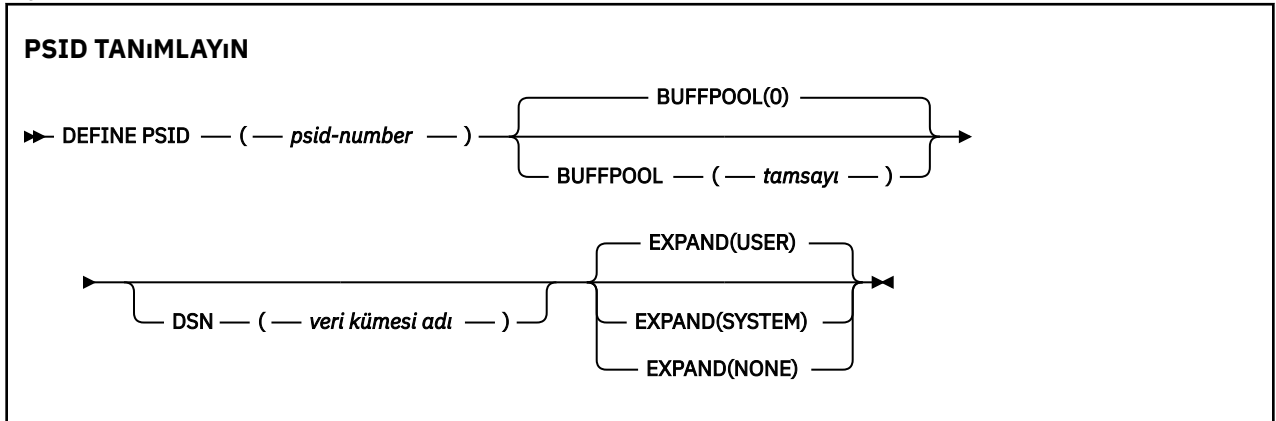 PSID TANıMLAYıN
BUFFPOOL(0)
DEFINE PSID ( psid-number )
BUFFPOOL ( tamsayı )
EXPAND(USER)
DSN ( veri kümesi adı )
EXPAND(SYSTEM)
EXPAND(NONE)